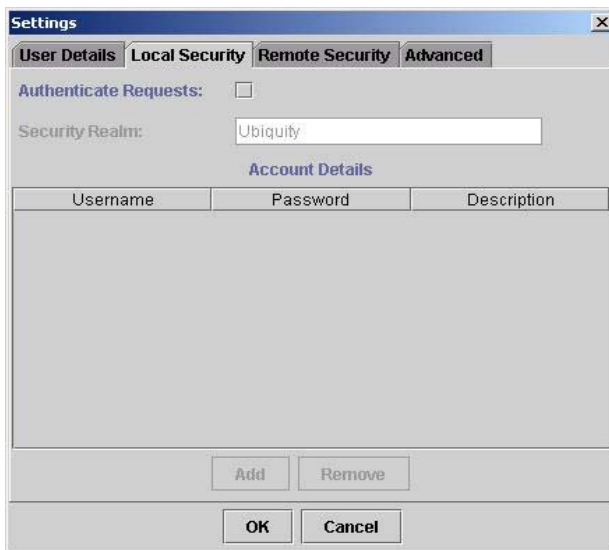 Settings
User Details Local Security Remote Security Advanced
Authenticate Requests:
Security Realm: Ubiquity
Account Details
Username Password Description
Add Remove
OK Cancel